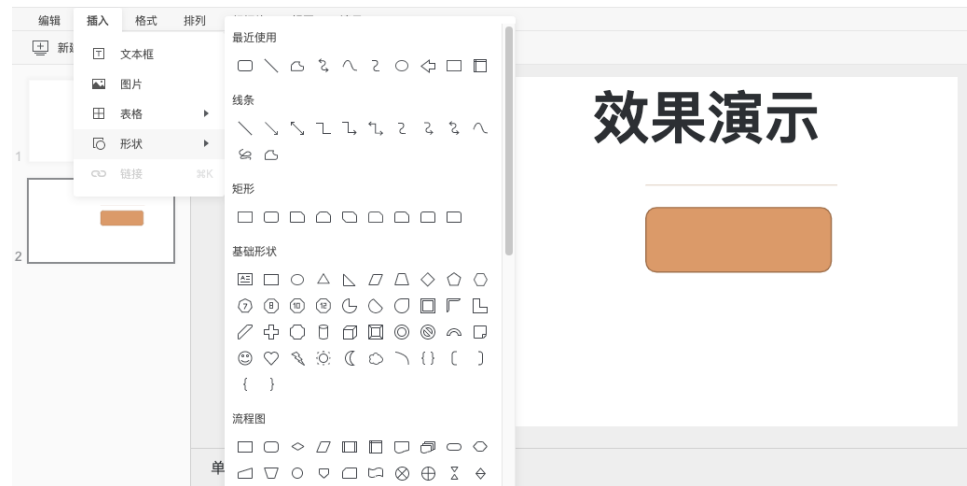 编辑 插入 格式 排列
新建
文本框
图片
表格
形状
链接 ⌘K
最近使用
线条
矩形
基础形状
流程图
效果演示
1
2
单